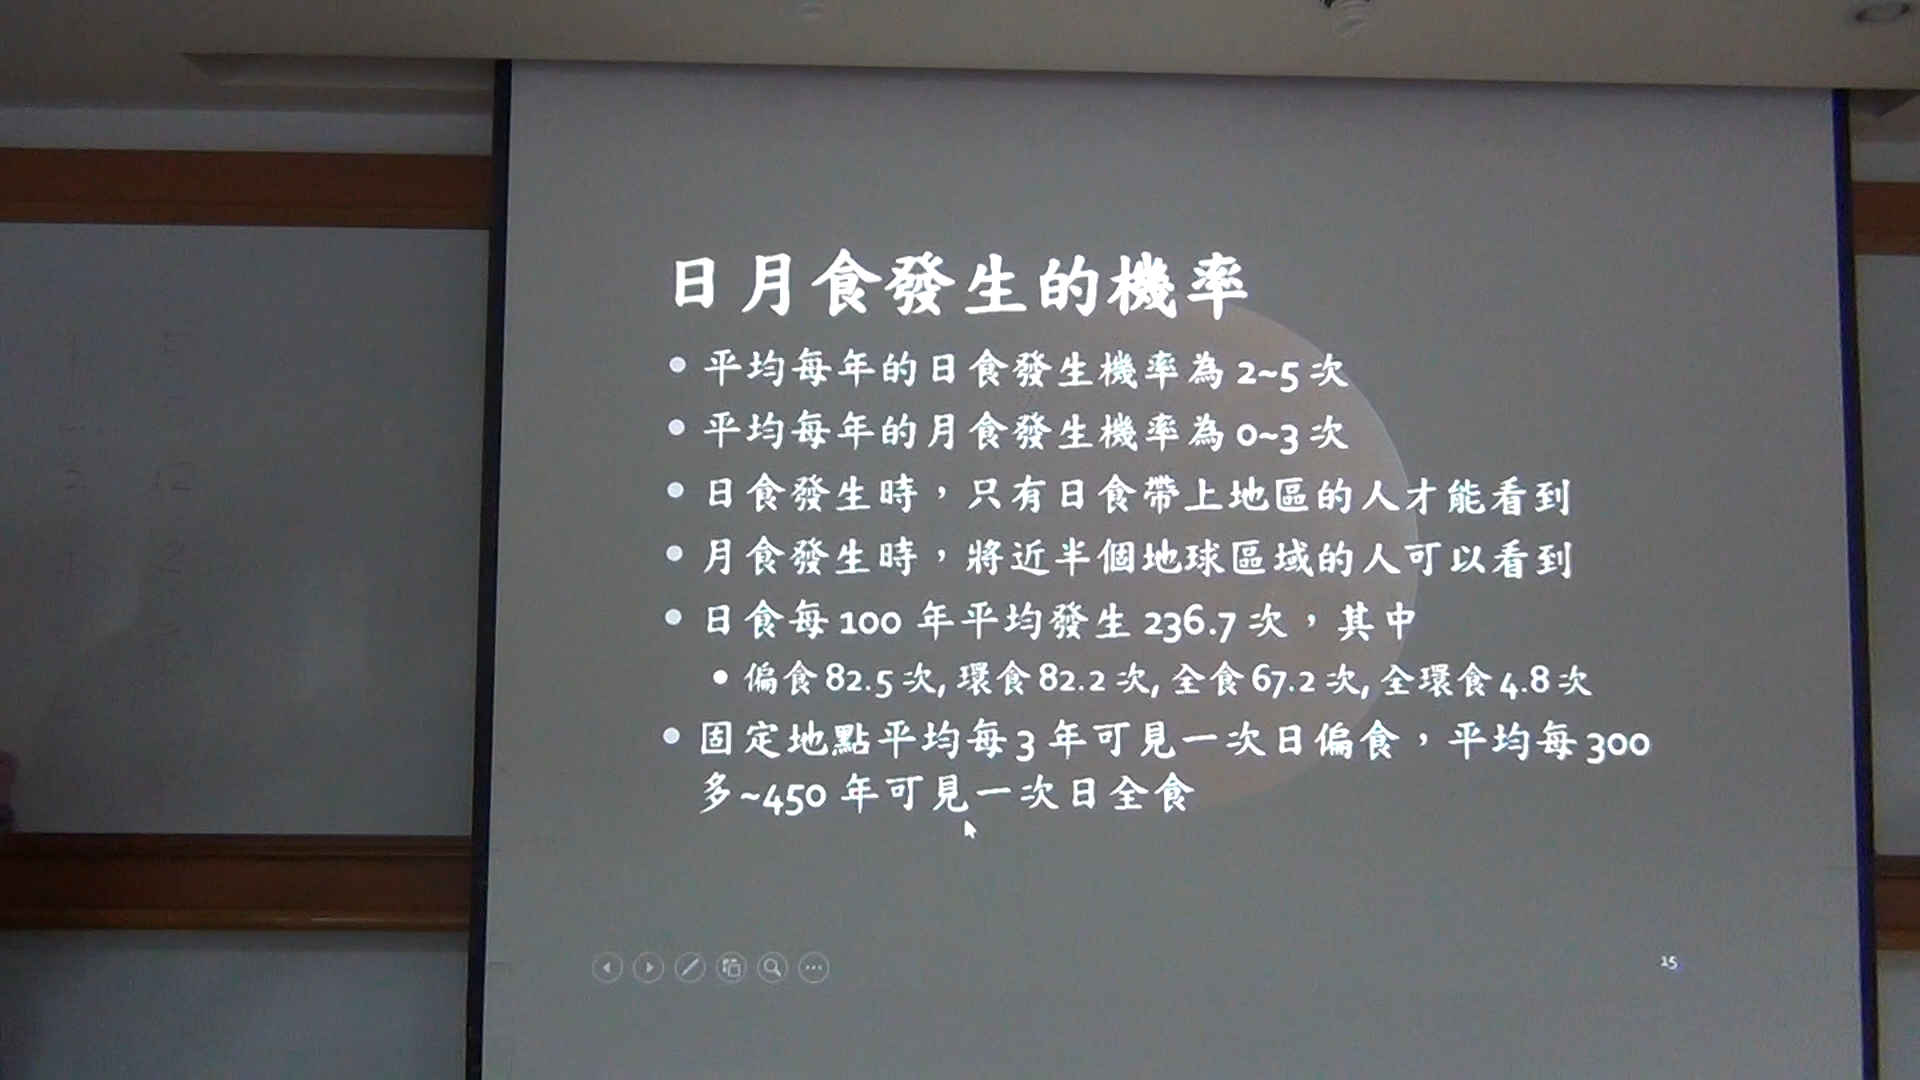 日月食發生的機率
• 平均每年的日食發生機率為 2~5 次
• 平均每年的月食發生機率為 0~3 次
• 日食發生時，只有日食帶上地區的人才能看到
• 月食發生時，將近半個地球區域的人可以看到
• 日食每 100 年平均發生 236.7 次，其中
• 偏食 82.5 次, 環食 82.2 次, 全食 67.2 次, 全環食 4.8 次
• 固定地點平均每 3 年可見一次日偏食，平均每 300
多~450 年可見一次日全食
15